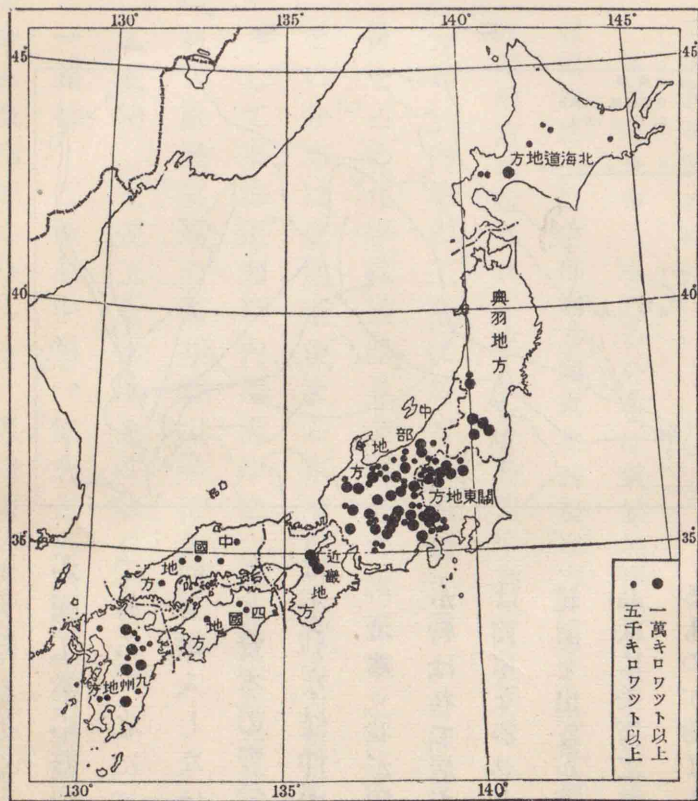 130° 135° 140° 145°
45° 45°
北海道地方
40° 40°
奧羽地方
中部地方
關東地方
35° 35°
近畿地方
中國地方
四國地方
九州地方
一萬キロワット以上
五千キロワット以上
130° 135° 140°